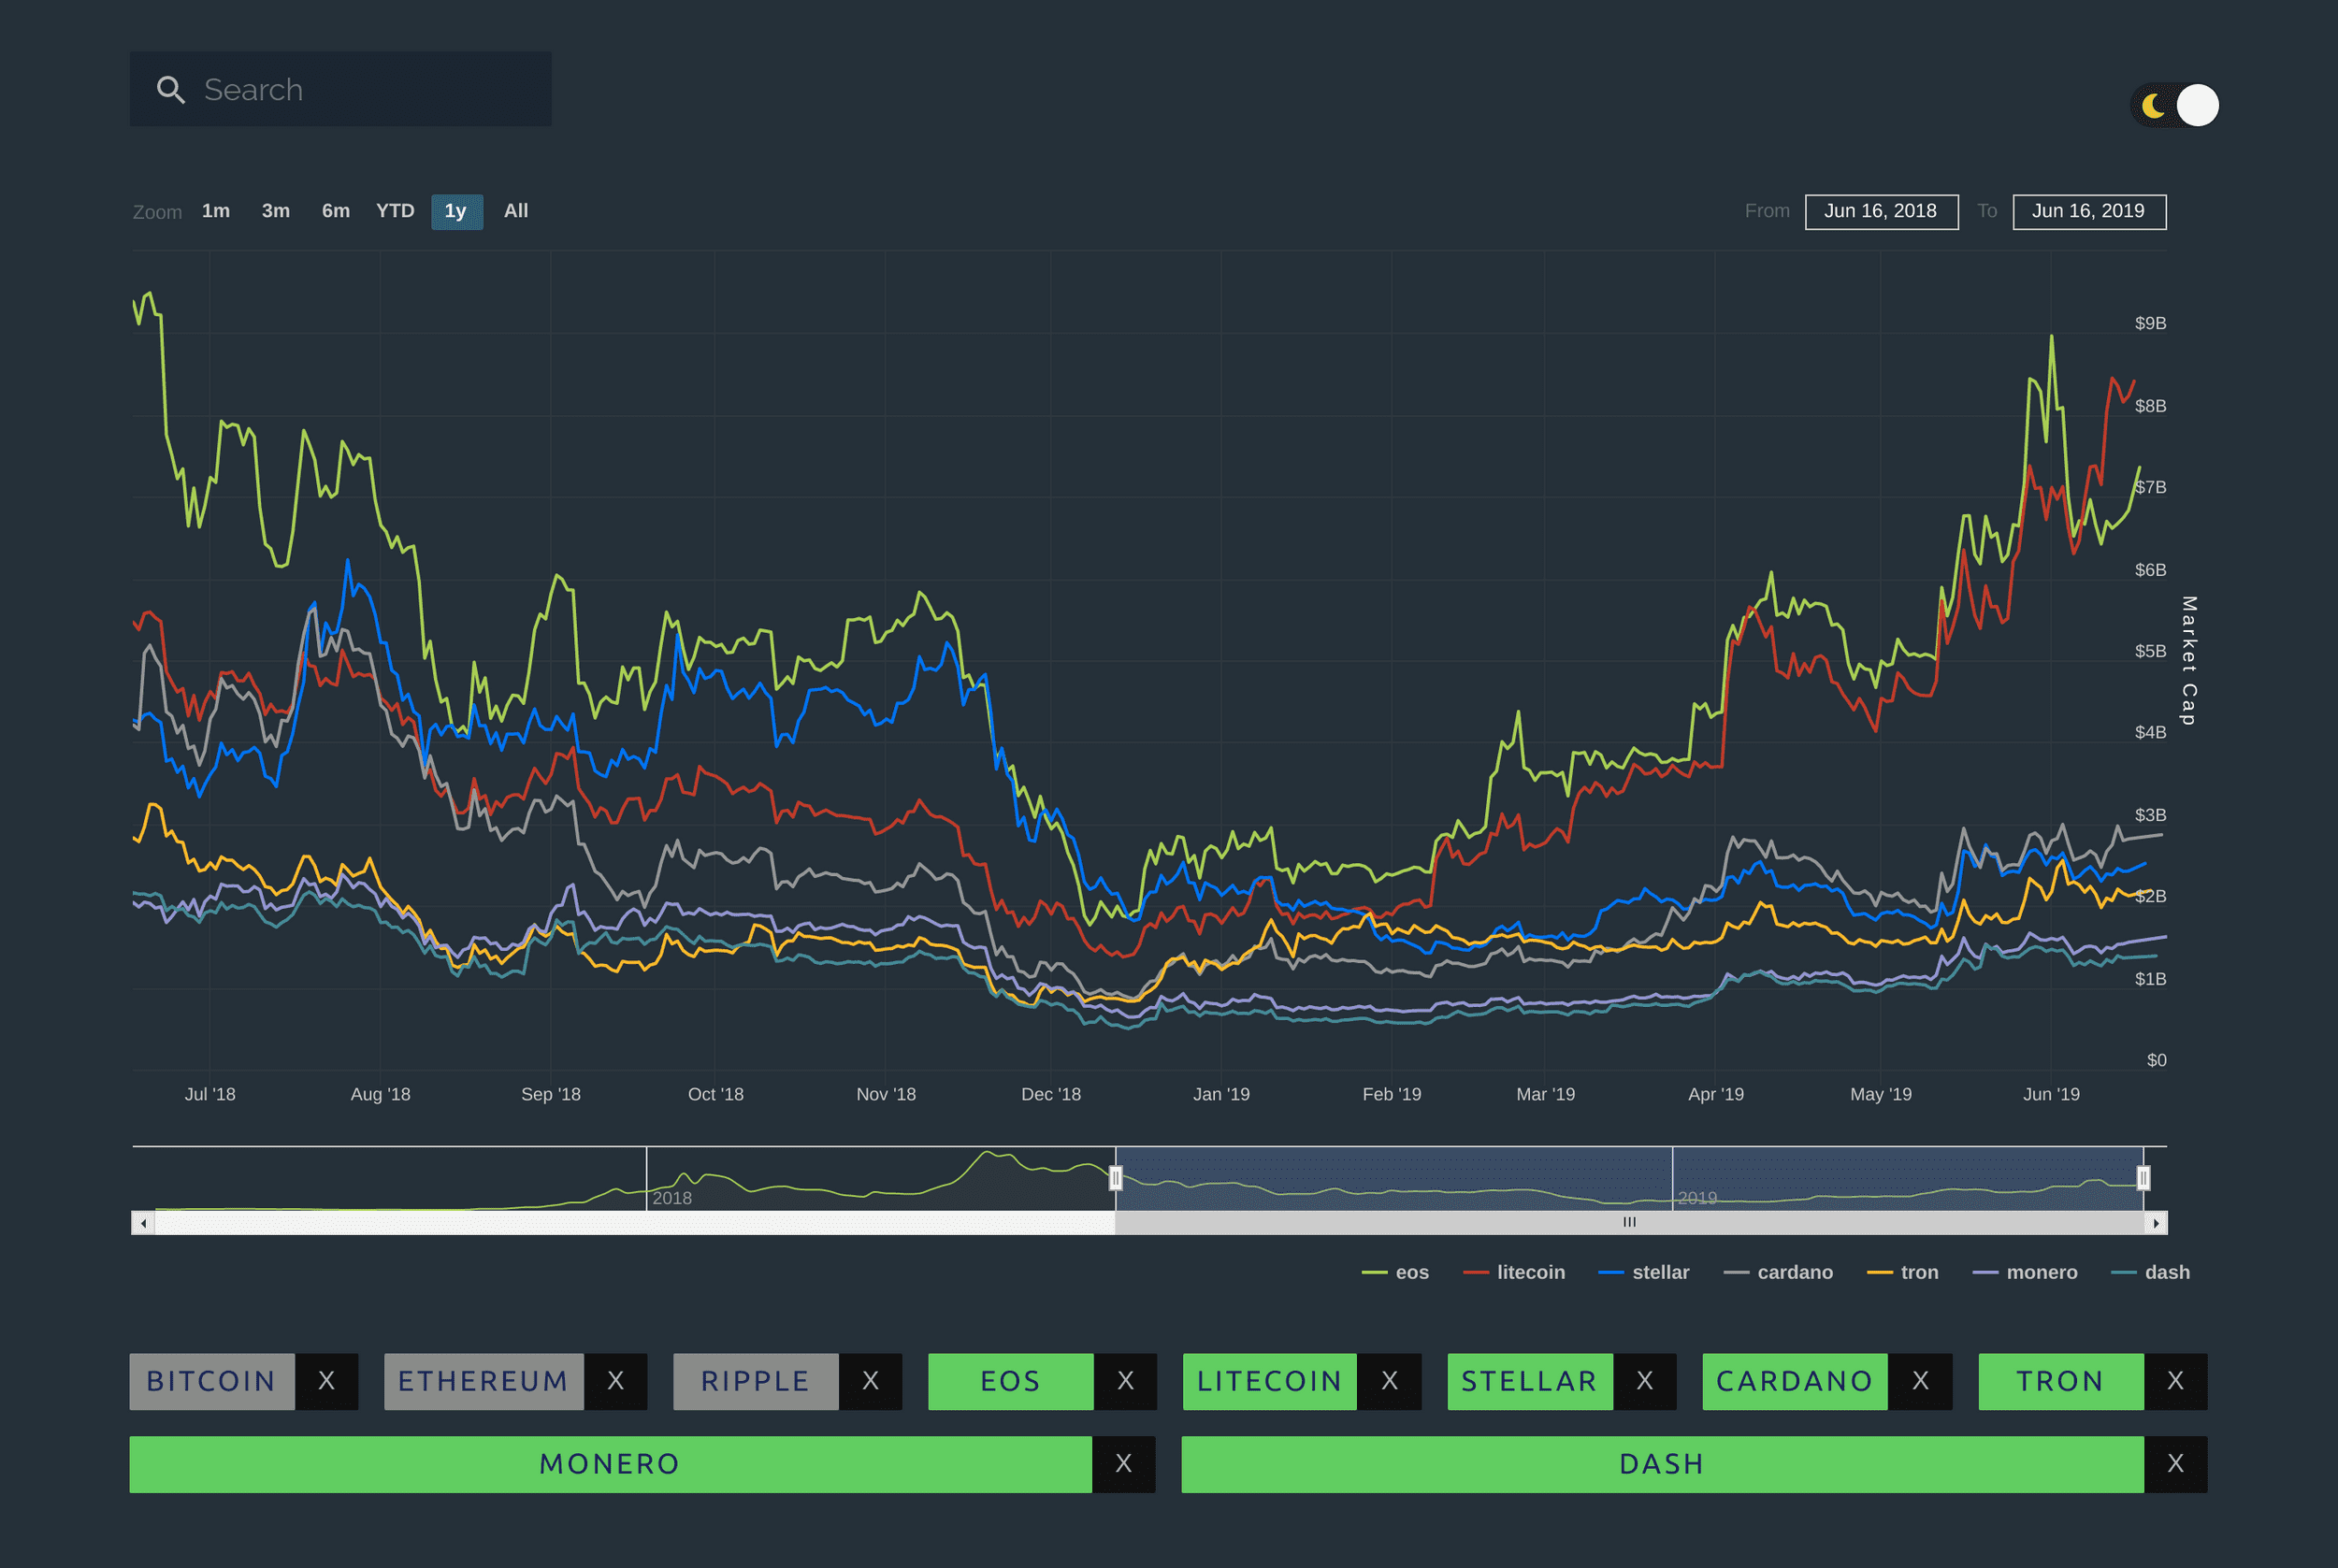 Search
Zoom 1m 3m 6m YTD 1y All From Jun 16, 2018 To Jun 16, 2019
$9B
$8B
$7B
$6B
$5B
$4B
$3B
$2B
$1B
$0
Market Cap
Jul '18 Aug '18 Sep '18 Oct '18 Nov '18 Dec '18 Jan '19 Feb '19 Mar '19 Apr '19 May '19 Jun '19
2018 2019
eos litecoin stellar cardano tron monero dash
BITCOIN X ETHEREUM X RIPPLE X EOS X LITECOIN X STELLAR X CARDANO X TRON X
MONERO X DASH X